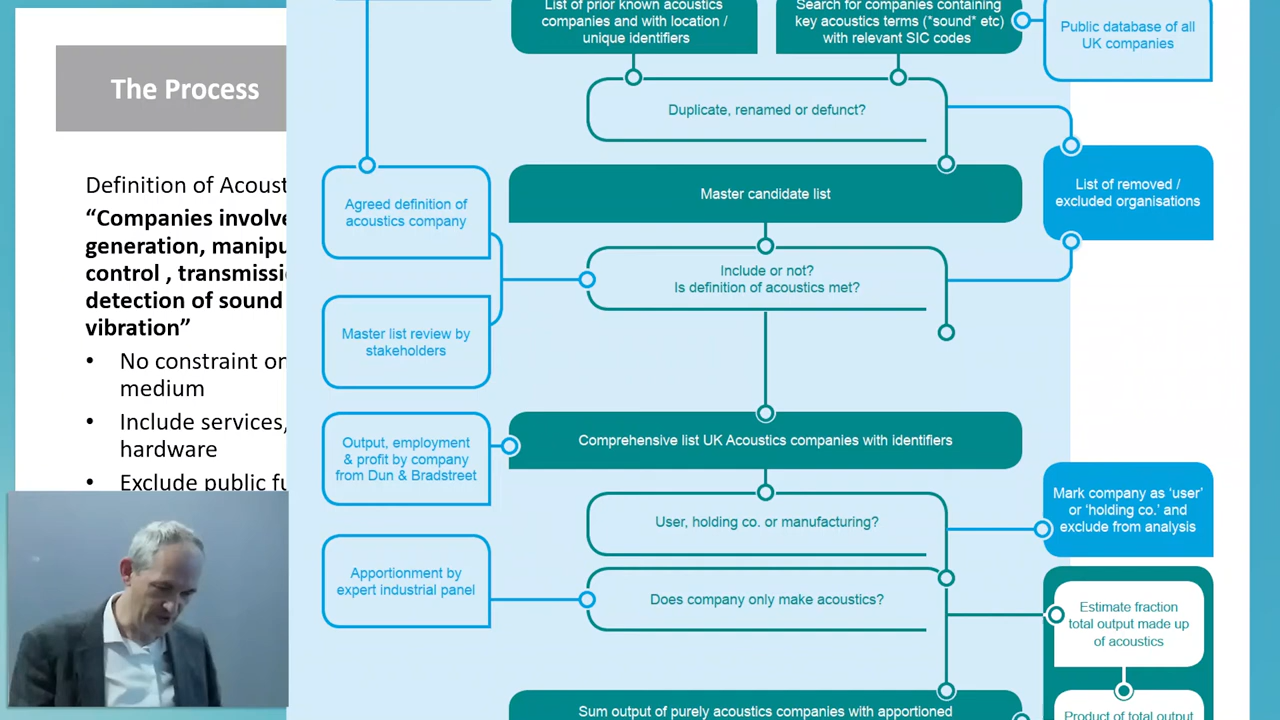 The Process
Definition of Acoust
“Companies involve
generation, manipu
control , transmissi
detection of sound
vibration”
• No constraint on
medium
• Include services,
hardware
• Exclude public fu
List of prior known acoustics
companies and with location /
unique identifiers
Search for companies containing
key acoustics terms (*sound* etc)
with relevant SIC codes
Public database of all
UK companies
Duplicate, renamed or defunct?
Agreed definition of
acoustics company
Master candidate list
List of removed /
excluded organisations
Include or not?
Is definition of acoustics met?
Master list review by
stakeholders
Output, employment
& profit by company
from Dun & Bradstreet
Comprehensive list UK Acoustics companies with identifiers
User, holding co. or manufacturing?
Mark company as ‘user’
or ‘holding co.’ and
exclude from analysis
Apportionment by
expert industrial panel
Does company only make acoustics?
Estimate fraction
total output made up
of acoustics
Sum output of purely acoustics companies with apportioned
Product of total output